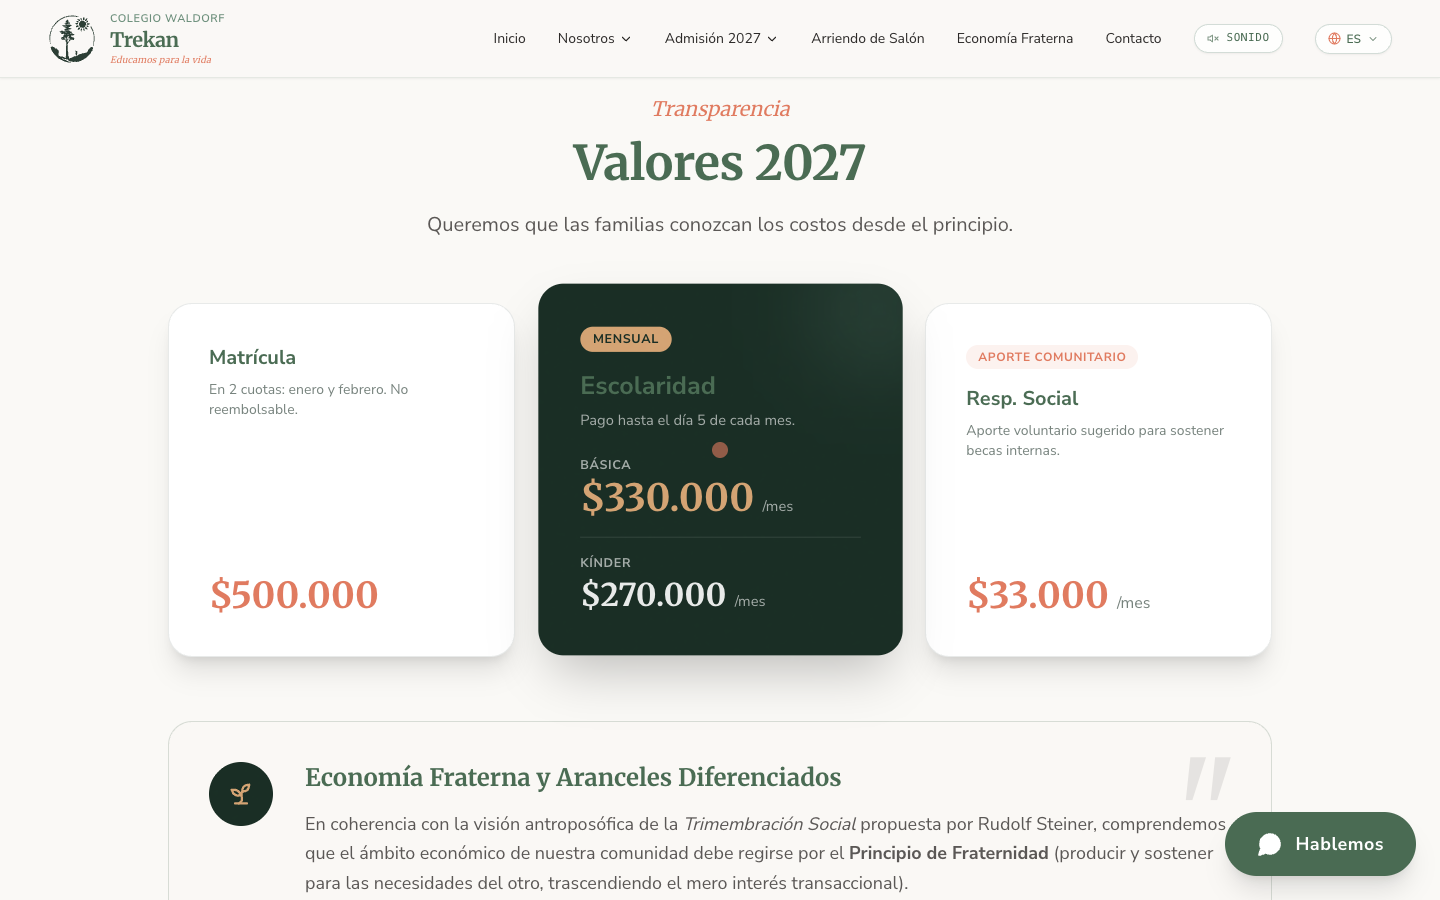 COLEGIO WALDORF
Trekan
Educamos para la vida
Inicio
Nosotros
Admisión 2027
Arriendo de Salón
Economía Fraterna
Contacto
SONIDO
ES
Transparencia
Valores 2027
Queremos que las familias conozcan los costos desde el principio.
Matrícula
En 2 cuotas: enero y febrero. No
reembolsable.
$500.000
MENSUAL
Escolaridad
Pago hasta el día 5 de cada mes.
BÁSICA
$330.000 /mes
KÍNDER
$270.000 /mes
APORTE COMUNITARIO
Resp. Social
Aporte voluntario sugerido para sostener
becas internas.
$33.000 /mes
Economía Fraterna y Aranceles Diferenciados
"
En coherencia con la visión antroposófica de la Trimembración Social propuesta por Rudolf Steiner, comprendemos
que el ámbito económico de nuestra comunidad debe regirse por el Principio de Fraternidad (producir y sostener
para las necesidades del otro, trascendiendo el mero interés transaccional).
Hablemos